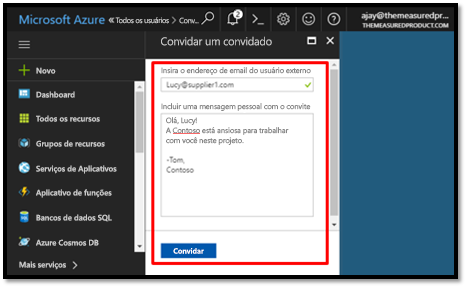 Microsoft Azure « Todos os usuários > Conv... 2 ajay@themeasuredpr...
THEMEASUREDPRODUCT.COM
Convidar um convidado
Novo
Dashboard
Todos os recursos
Grupos de recursos
Serviços de Aplicativos
Aplicativo de funções
Bancos de dados SQL
Azure Cosmos DB
Mais serviços >
Insira o endereço de email do usuário externo
Lucy@supplier1.com
Incluir uma mensagem pessoal com o convite
Olá, Lucy!
A Contoso está ansiosa para trabalhar
com você neste projeto.
-Tom,
Contoso
Convidar